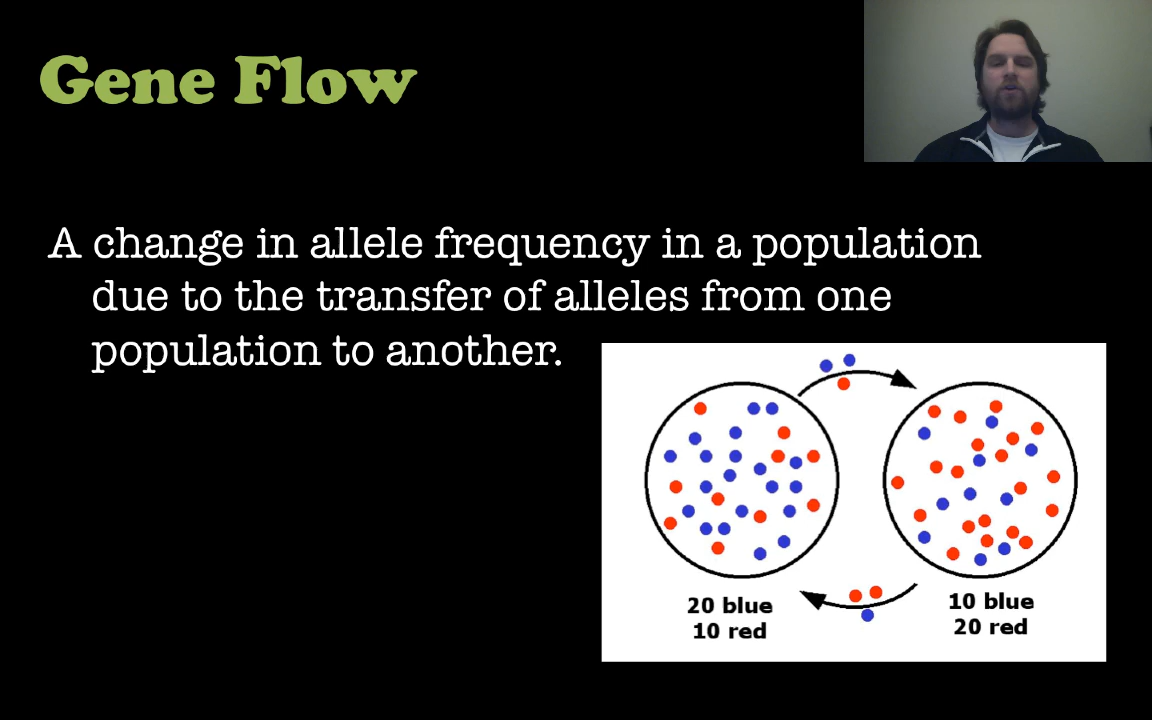 Gene Flow
A change in allele frequency in a population
due to the transfer of alleles from one
population to another.
20 blue
10 red
10 blue
20 red